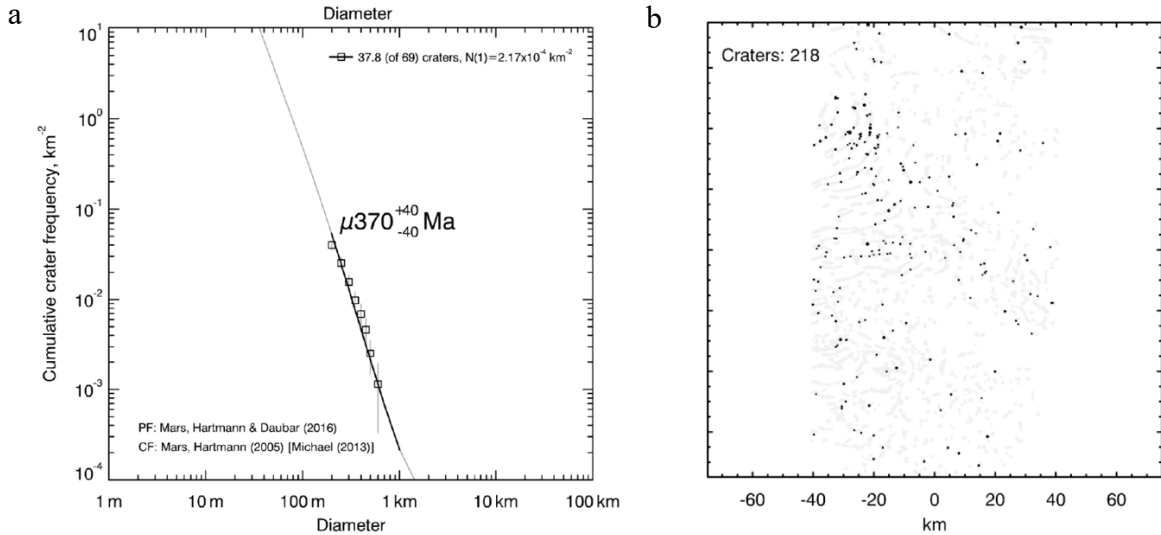 a
Diameter
10¹
10⁰
10⁻¹
10⁻²
10⁻³
10⁻⁴
Cumulative crater frequency, km⁻²
37.8 (of 69) craters, N(1)=2.17x10⁻⁴ km⁻²
μ370 +40 -40 Ma
PF: Mars, Hartmann & Daubar (2016)
CF: Mars, Hartmann (2005) [Michael (2013)]
1 m 10 m 100 m 1 km 10 km 100 km
Diameter
b
Craters: 218
-60 -40 -20 0 20 40 60
km